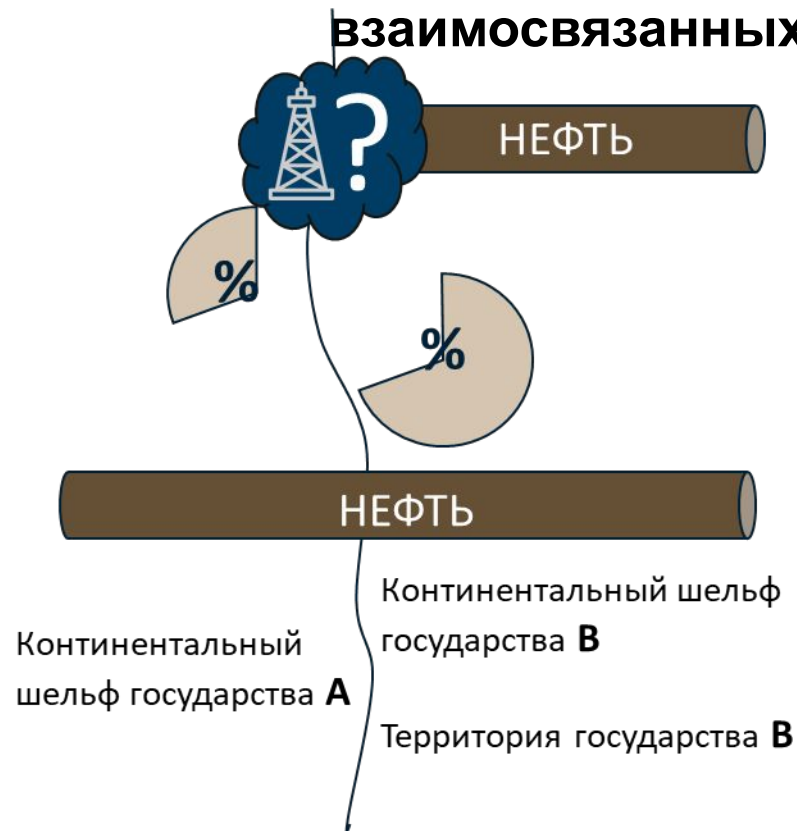 взаимосвязанных
?
НЕФТЬ
%
%
НЕФТЬ
Континентальный шельф
государства B
Континентальный
шельф государства A
Территория государства B